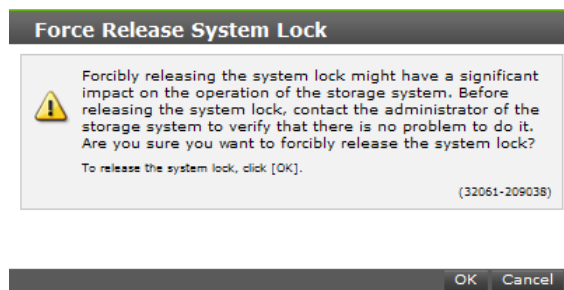 Force Release System Lock
Forcibly releasing the system lock might have a significant
impact on the operation of the storage system. Before
releasing the system lock, contact the administrator of the
storage system to verify that there is no problem to do it.
Are you sure you want to forcibly release the system lock?
To release the system lock, click [OK].
(32061-209038)
OK Cancel